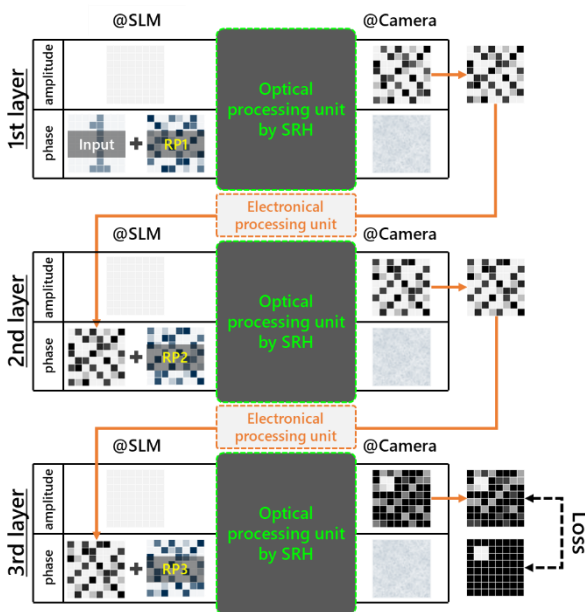 @SLM
@Camera
1st layer
amplitude
phase
Input
RP1
Optical
processing unit
by SRH
Electronical
processing unit
@SLM
@Camera
2nd layer
amplitude
phase
RP2
Optical
processing unit
by SRH
Electronical
processing unit
@SLM
@Camera
3rd layer
amplitude
phase
RP3
Optical
processing unit
by SRH
Loss